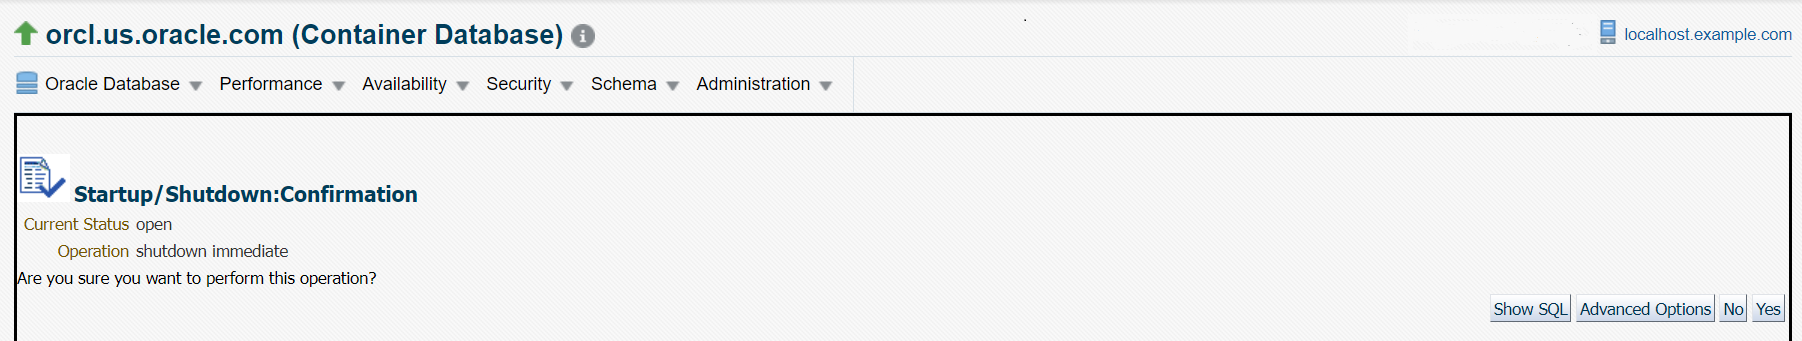 orcl.us.oracle.com (Container Database) i
localhost.example.com
Oracle Database Performance Availability Security Schema Administration
Startup/Shutdown:Confirmation
Current Status open
Operation shutdown immediate
Are you sure you want to perform this operation?
Show SQL Advanced Options No Yes